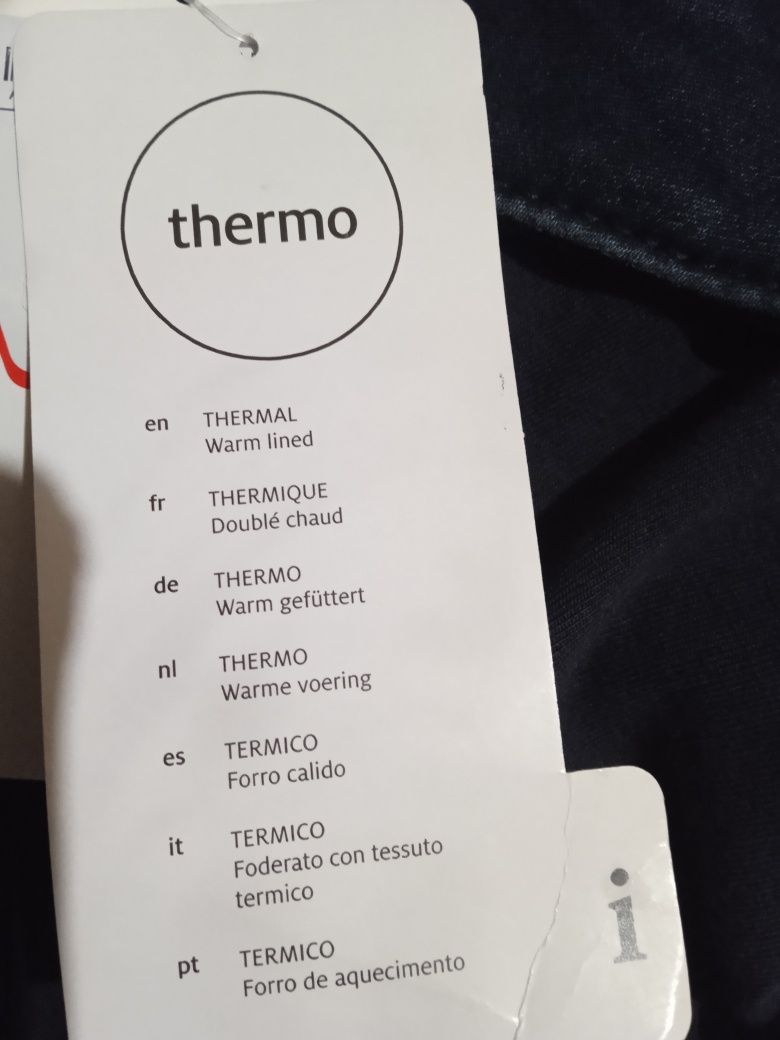 thermo
en THERMAL
Warm lined
fr THERMIQUE
Doublé chaud
de THERMO
Warm gefüttert
nl THERMO
Warme voering
es TERMICO
Forro calido
it TERMICO
Foderato con tessuto
termico
pt TERMICO
Forro de aquecimento
i